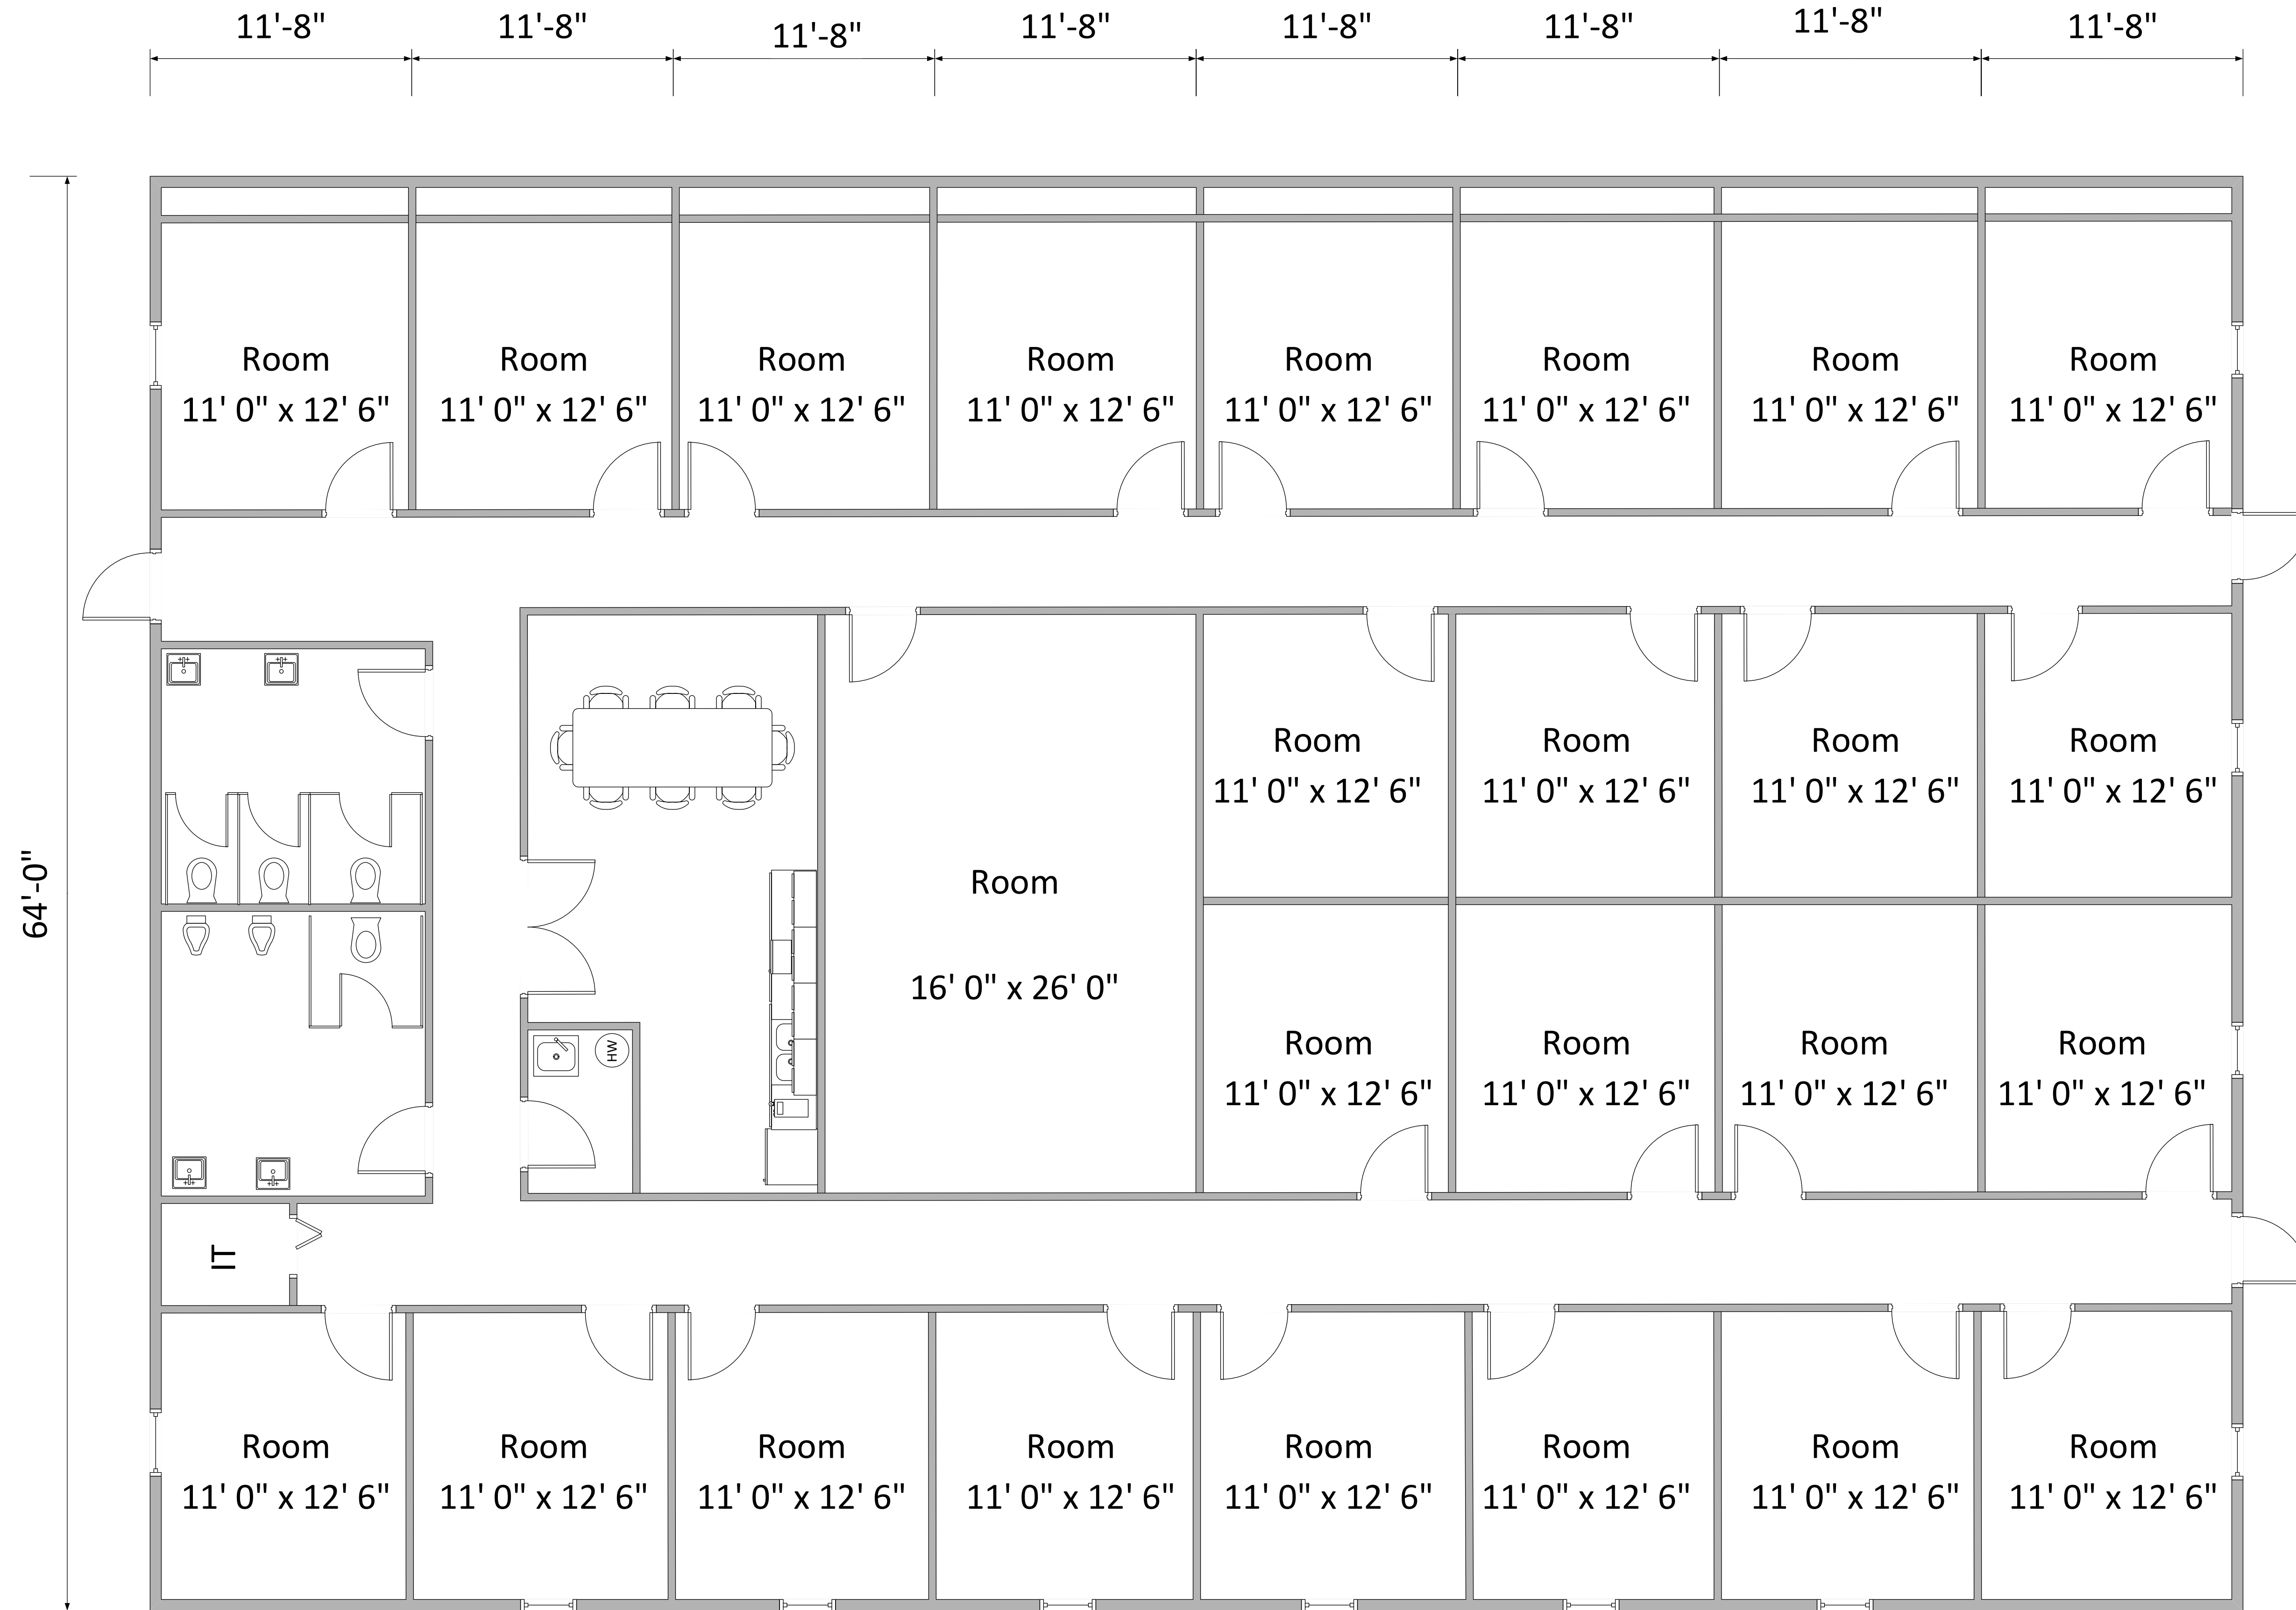 11'-8" 11'-8" 11'-8" 11'-8" 11'-8" 11'-8" 11'-8" 11'-8"
Room Room Room Room Room Room Room Room
11' 0" x 12' 6" 11' 0" x 12' 6" 11' 0" x 12' 6" 11' 0" x 12' 6" 11' 0" x 12' 6" 11' 0" x 12' 6" 11' 0" x 12' 6" 11' 0" x 12' 6"
Room Room Room Room
11' 0" x 12' 6" 11' 0" x 12' 6" 11' 0" x 12' 6" 11' 0" x 12' 6"
64'-0"
Room
16' 0" x 26' 0"
HW
Room Room Room Room
11' 0" x 12' 6" 11' 0" x 12' 6" 11' 0" x 12' 6" 11' 0" x 12' 6"
IT
Room Room Room Room Room Room Room Room
11' 0" x 12' 6" 11' 0" x 12' 6" 11' 0" x 12' 6" 11' 0" x 12' 6" 11' 0" x 12' 6" 11' 0" x 12' 6" 11' 0" x 12' 6" 11' 0" x 12' 6"